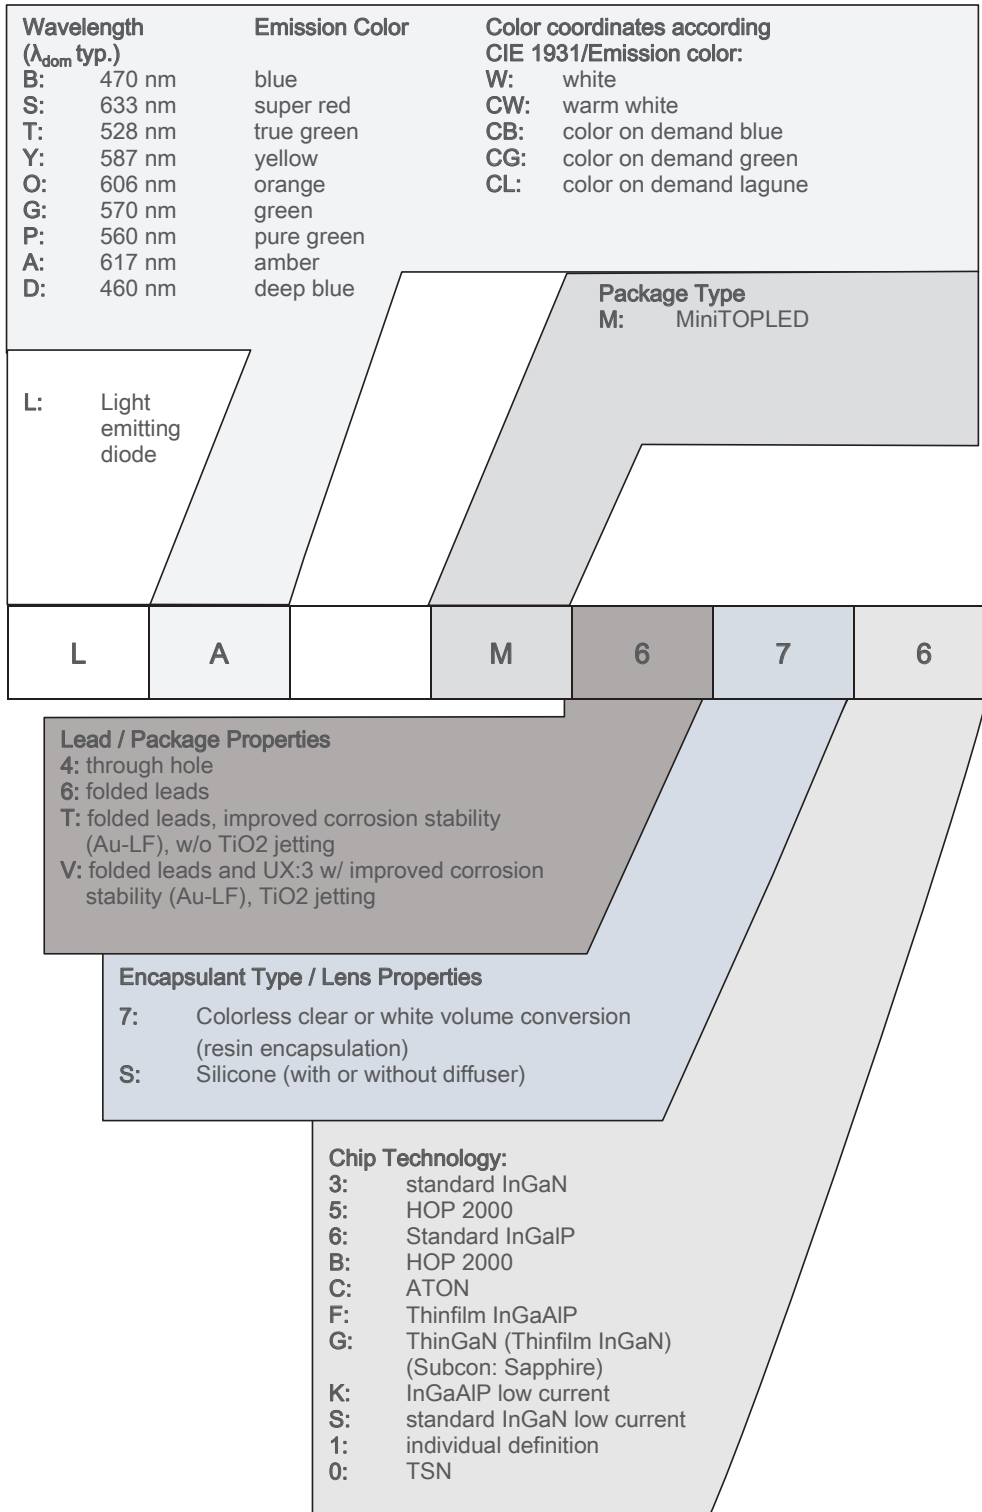 Wavelength Emission Color Color coordinates according
(λdom typ.) CIE 1931/Emission color:
B: 470 nm blue W: white
S: 633 nm super red CW: warm white
T: 528 nm true green CB: color on demand blue
Y: 587 nm yellow CG: color on demand green
O: 606 nm orange CL: color on demand lagune
G: 570 nm green
P: 560 nm pure green
A: 617 nm amber
D: 460 nm deep blue
Package Type
M: MiniTOPLED
L: Light
emitting
diode
L A M 6 7 6
Lead / Package Properties
4: through hole
6: folded leads
T: folded leads, improved corrosion stability
(Au-LF), w/o TiO2 jetting
V: folded leads and UX:3 w/ improved corrosion
stability (Au-LF), TiO2 jetting
Encapsulant Type / Lens Properties
7: Colorless clear or white volume conversion
(resin encapsulation)
S: Silicone (with or without diffuser)
Chip Technology:
3: standard InGaN
5: HOP 2000
6: Standard InGalP
B: HOP 2000
C: ATON
F: Thinfilm InGaAlP
G: ThinGaN (Thinfilm InGaN)
(Subcon: Sapphire)
K: InGaAlP low current
S: standard InGaN low current
1: individual definition
0: TSN